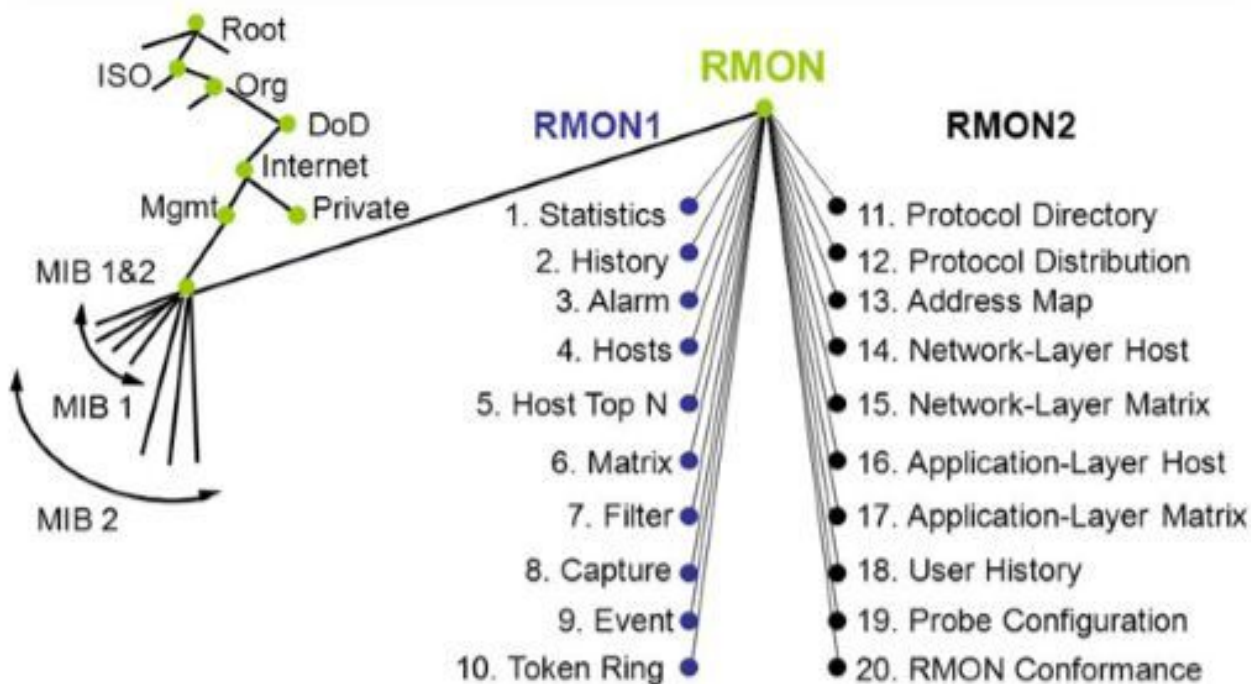 Root
ISO
Org
DoD
Internet
Mgmt
Private
MIB 1&2
MIB 1
MIB 2
RMON
RMON1
1. Statistics
2. History
3. Alarm
4. Hosts
5. Host Top N
6. Matrix
7. Filter
8. Capture
9. Event
10. Token Ring
RMON2
11. Protocol Directory
12. Protocol Distribution
13. Address Map
14. Network-Layer Host
15. Network-Layer Matrix
16. Application-Layer Host
17. Application-Layer Matrix
18. User History
19. Probe Configuration
20. RMON Conformance